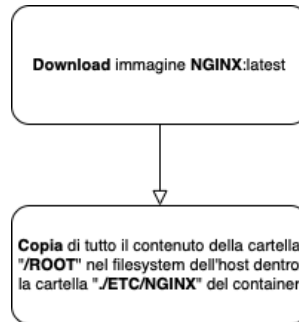 Download immagine NGINX:latest
Copia di tutto il contenuto della cartella
"/ROOT" nel filesystem dell'host dentro
la cartella "./ETC/NGINX" del container